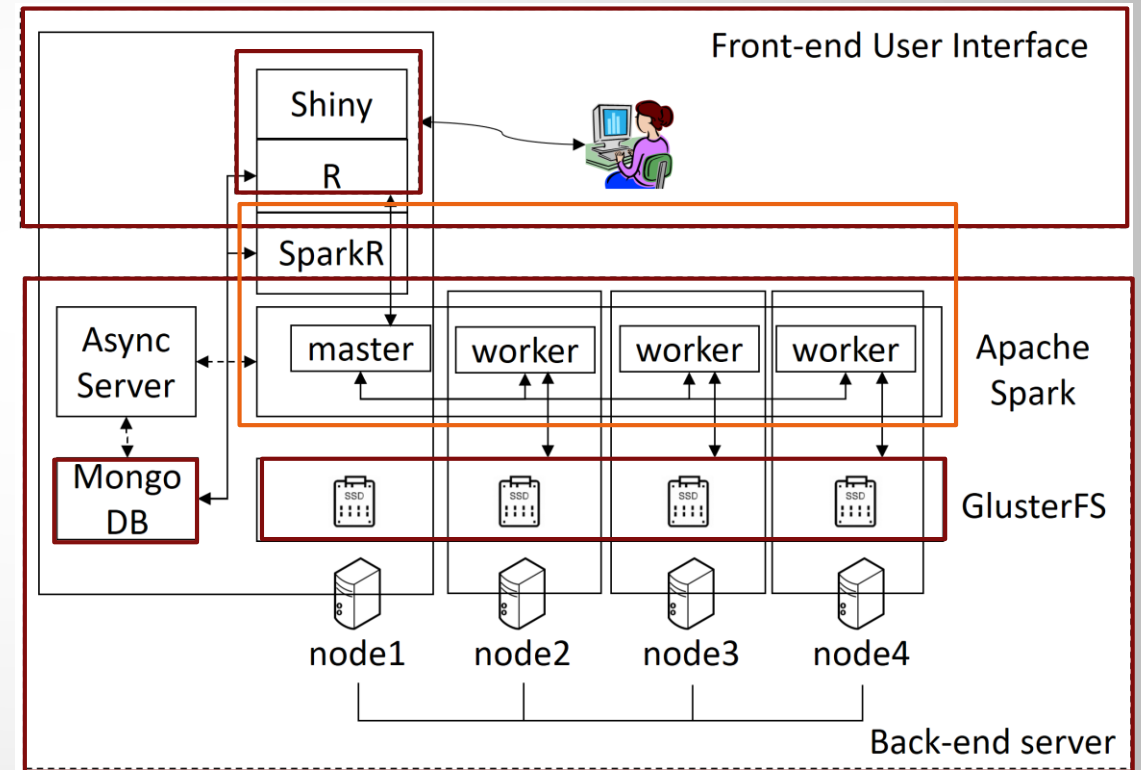 Front-end User Interface
Shiny
R
SparkR
Async
Server
master
worker
worker
worker
Apache
Spark
Mongo
DB
SSD
SSD
SSD
SSD
GlusterFS
node1
node2
node3
node4
Back-end server